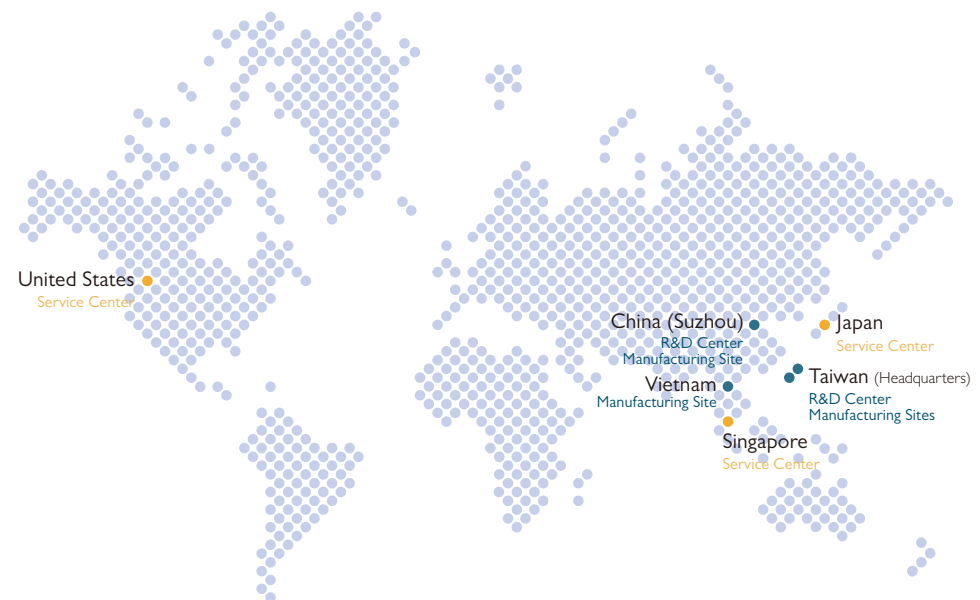 United States
Service Center
China (Suzhou)
R&D Center
Manufacturing Site
Japan
Service Center
Vietnam
Manufacturing Site
Taiwan (Headquarters)
R&D Center
Manufacturing Sites
Singapore
Service Center